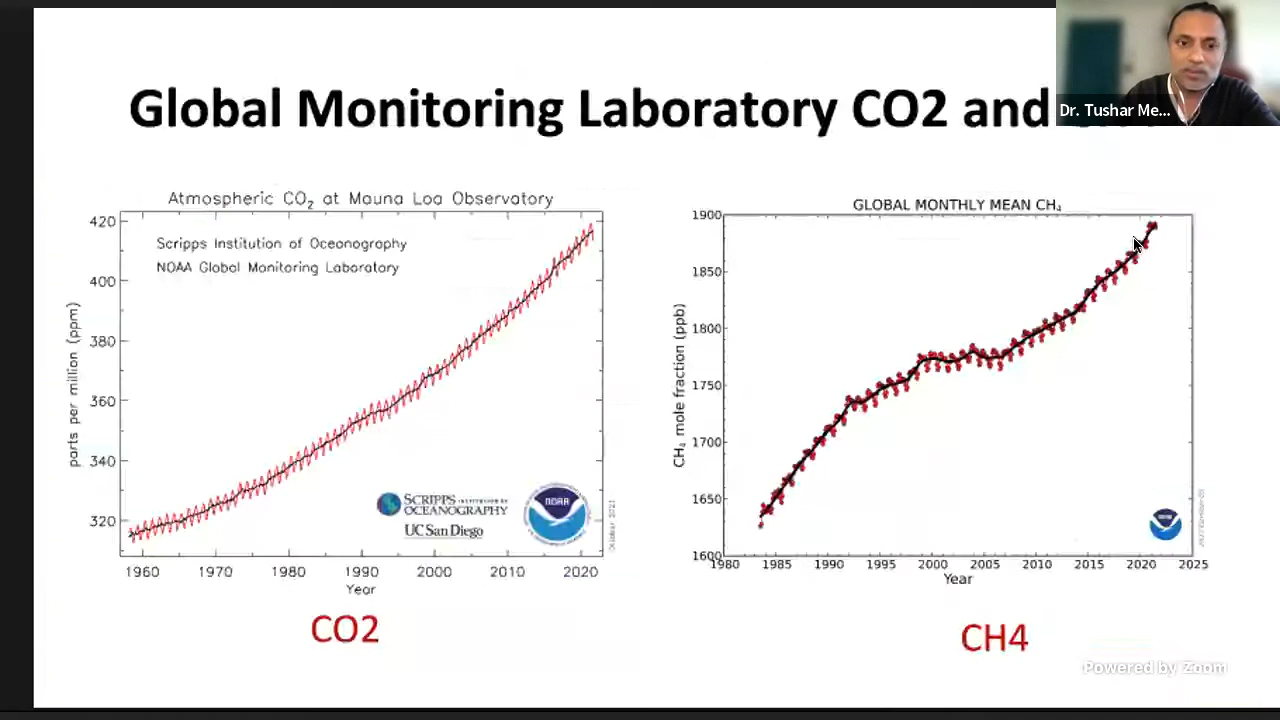 Global Monitoring Laboratory CO2 and
Dr. Tushar Me...
Atmospheric CO₂ at Mauna Loa Observatory
420
400
380
360
340
320
parts per million (ppm)
Scripps Institution of Oceanography
NOAA Global Monitoring Laboratory
SCRIPPS INSTITUTION OF
OCEANOGRAPHY
UC San Diego
NOAA
October 2021
1960 1970 1980 1990 2000 2010 2020
Year
CO2
GLOBAL MONTHLY MEAN CH₄
1900
1850
1800
1750
1700
1650
1600
CH₄ mole fraction (ppb)
1980 1985 1990 1995 2000 2005 2010 2015 2020 2025
Year
CH4
Powered by Zoom